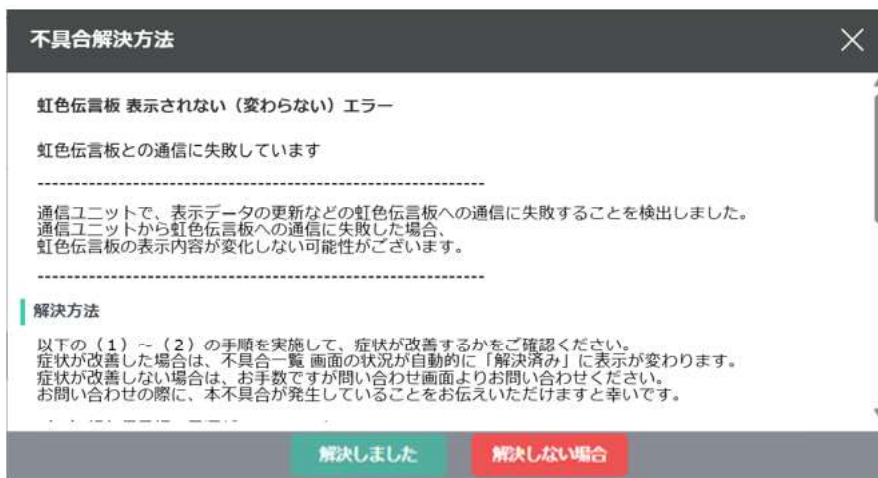 不具合解決方法
虹色伝言板 表示されない（変わらない）エラー
虹色伝言板との通信に失敗しています
------------------------------------------------------------
通信ユニットで、表示データの更新などの虹色伝言板への通信に失敗することを検出しました。
通信ユニットから虹色伝言板への通信に失敗した場合、
虹色伝言板の表示内容が変化しない可能性がございます。
------------------------------------------------------------
解決方法
以下の（１）～（２）の手順を実施して、症状が改善するかをご確認ください。
症状が改善した場合は、不具合一覧 画面の状況が自動的に「解決済み」に表示が変わります。
症状が改善しない場合は、お手数ですが問い合わせ画面よりお問い合わせください。
お問い合わせの際に、本不具合が発生していることをお伝えいただけますと幸いです。
解決しました
解決しない場合